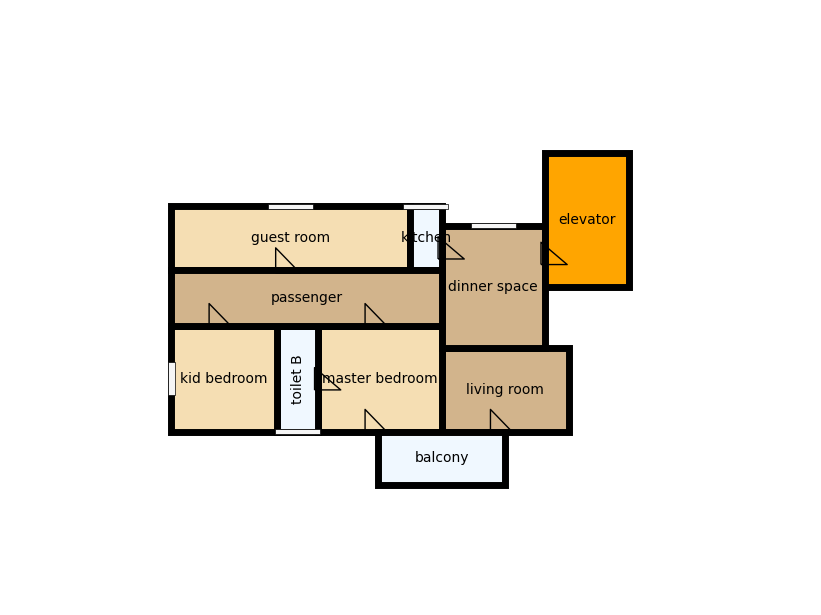 elevator
guest room
kitchen
dinner space
passenger
kid bedroom
toilet B
master bedroom
living room
balcony